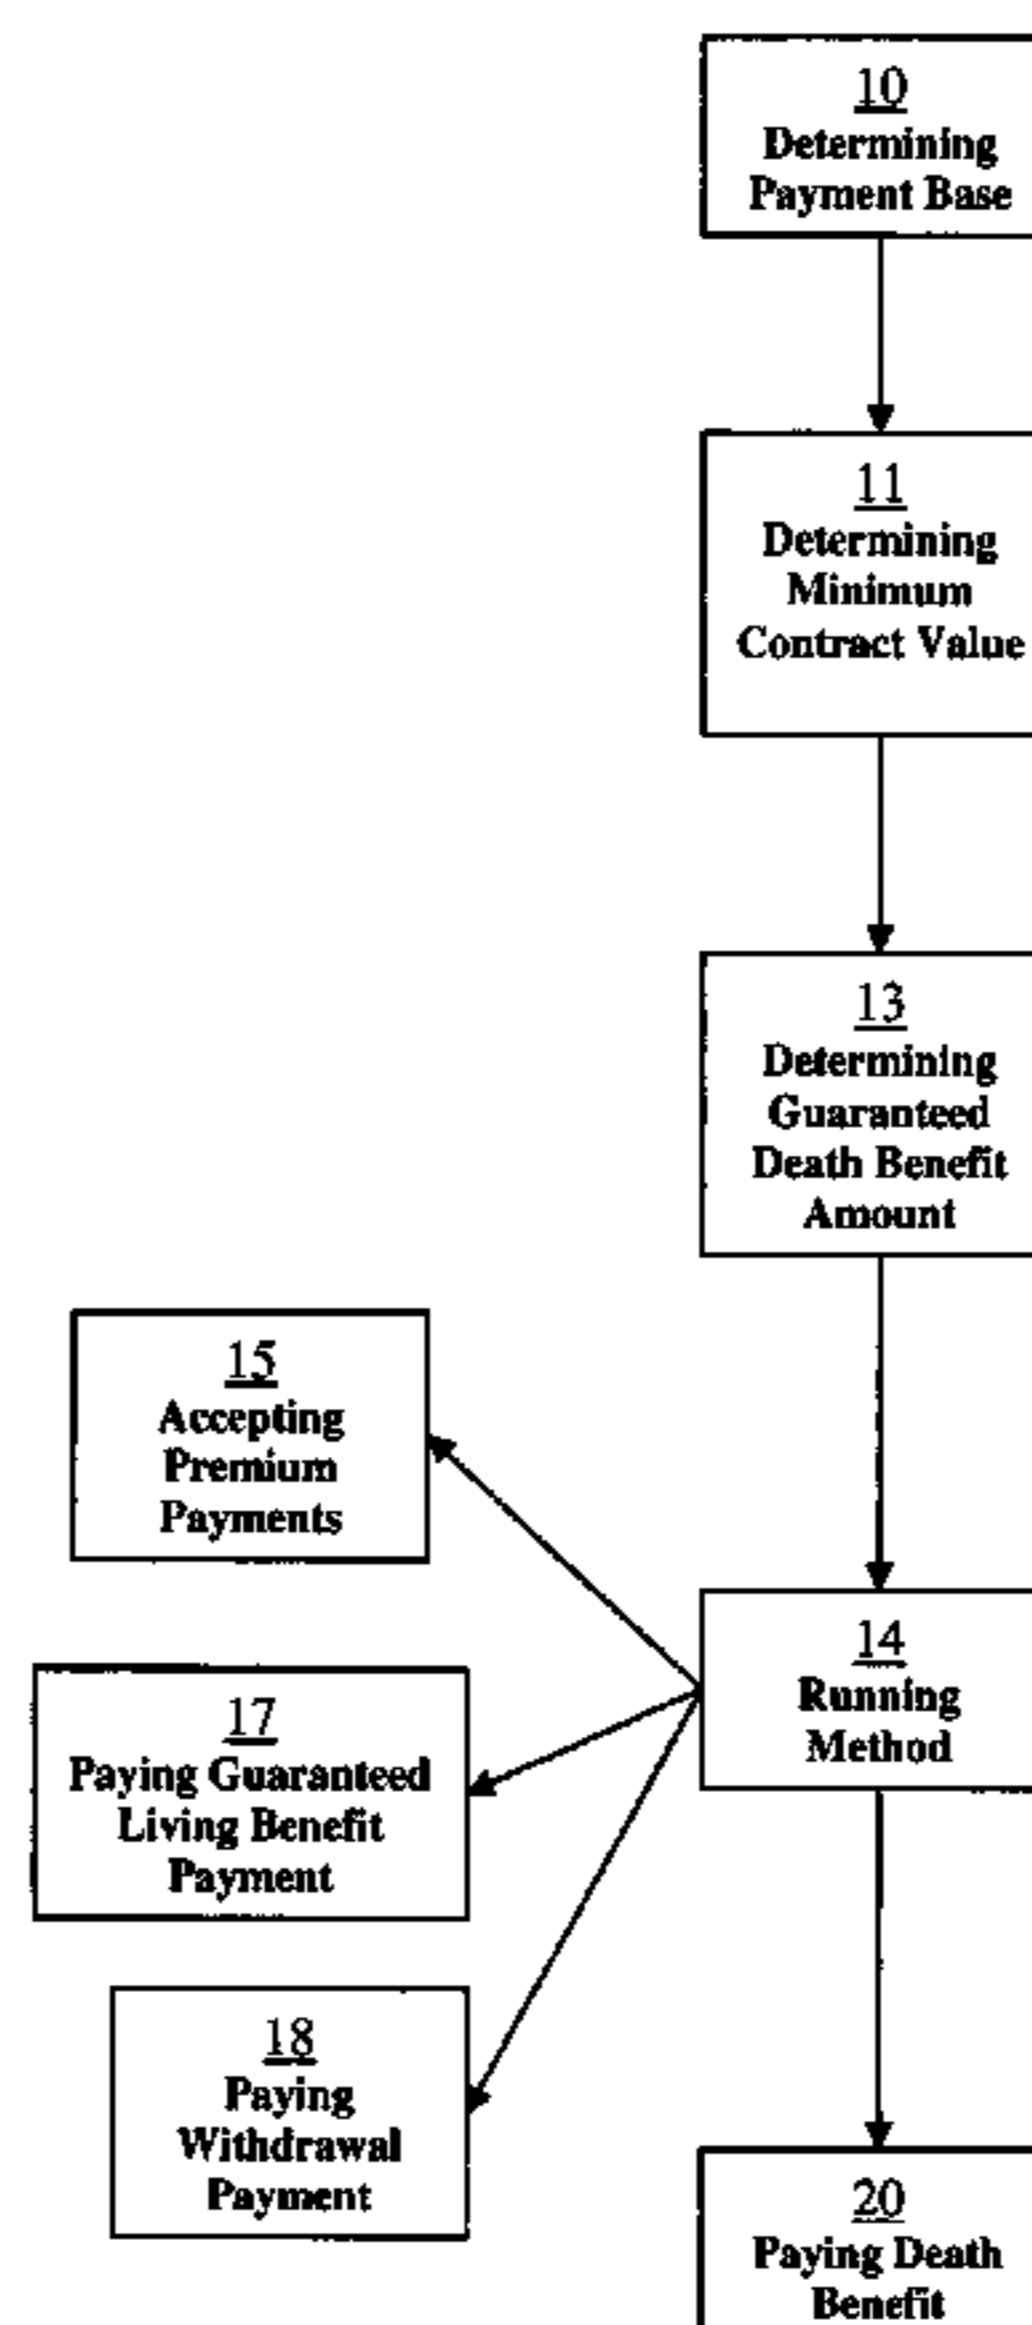 10
Determining
Payment Base
11
Determining
Minimum
Contract Value
13
Determining
Guaranteed
Death Benefit
Amount
15
Accepting
Premium
Payments
14
Running
Method
17
Paying Guaranteed
Living Benefit
Payment
18
Paying
Withdrawal
Payment
20
Paying Death
Benefit